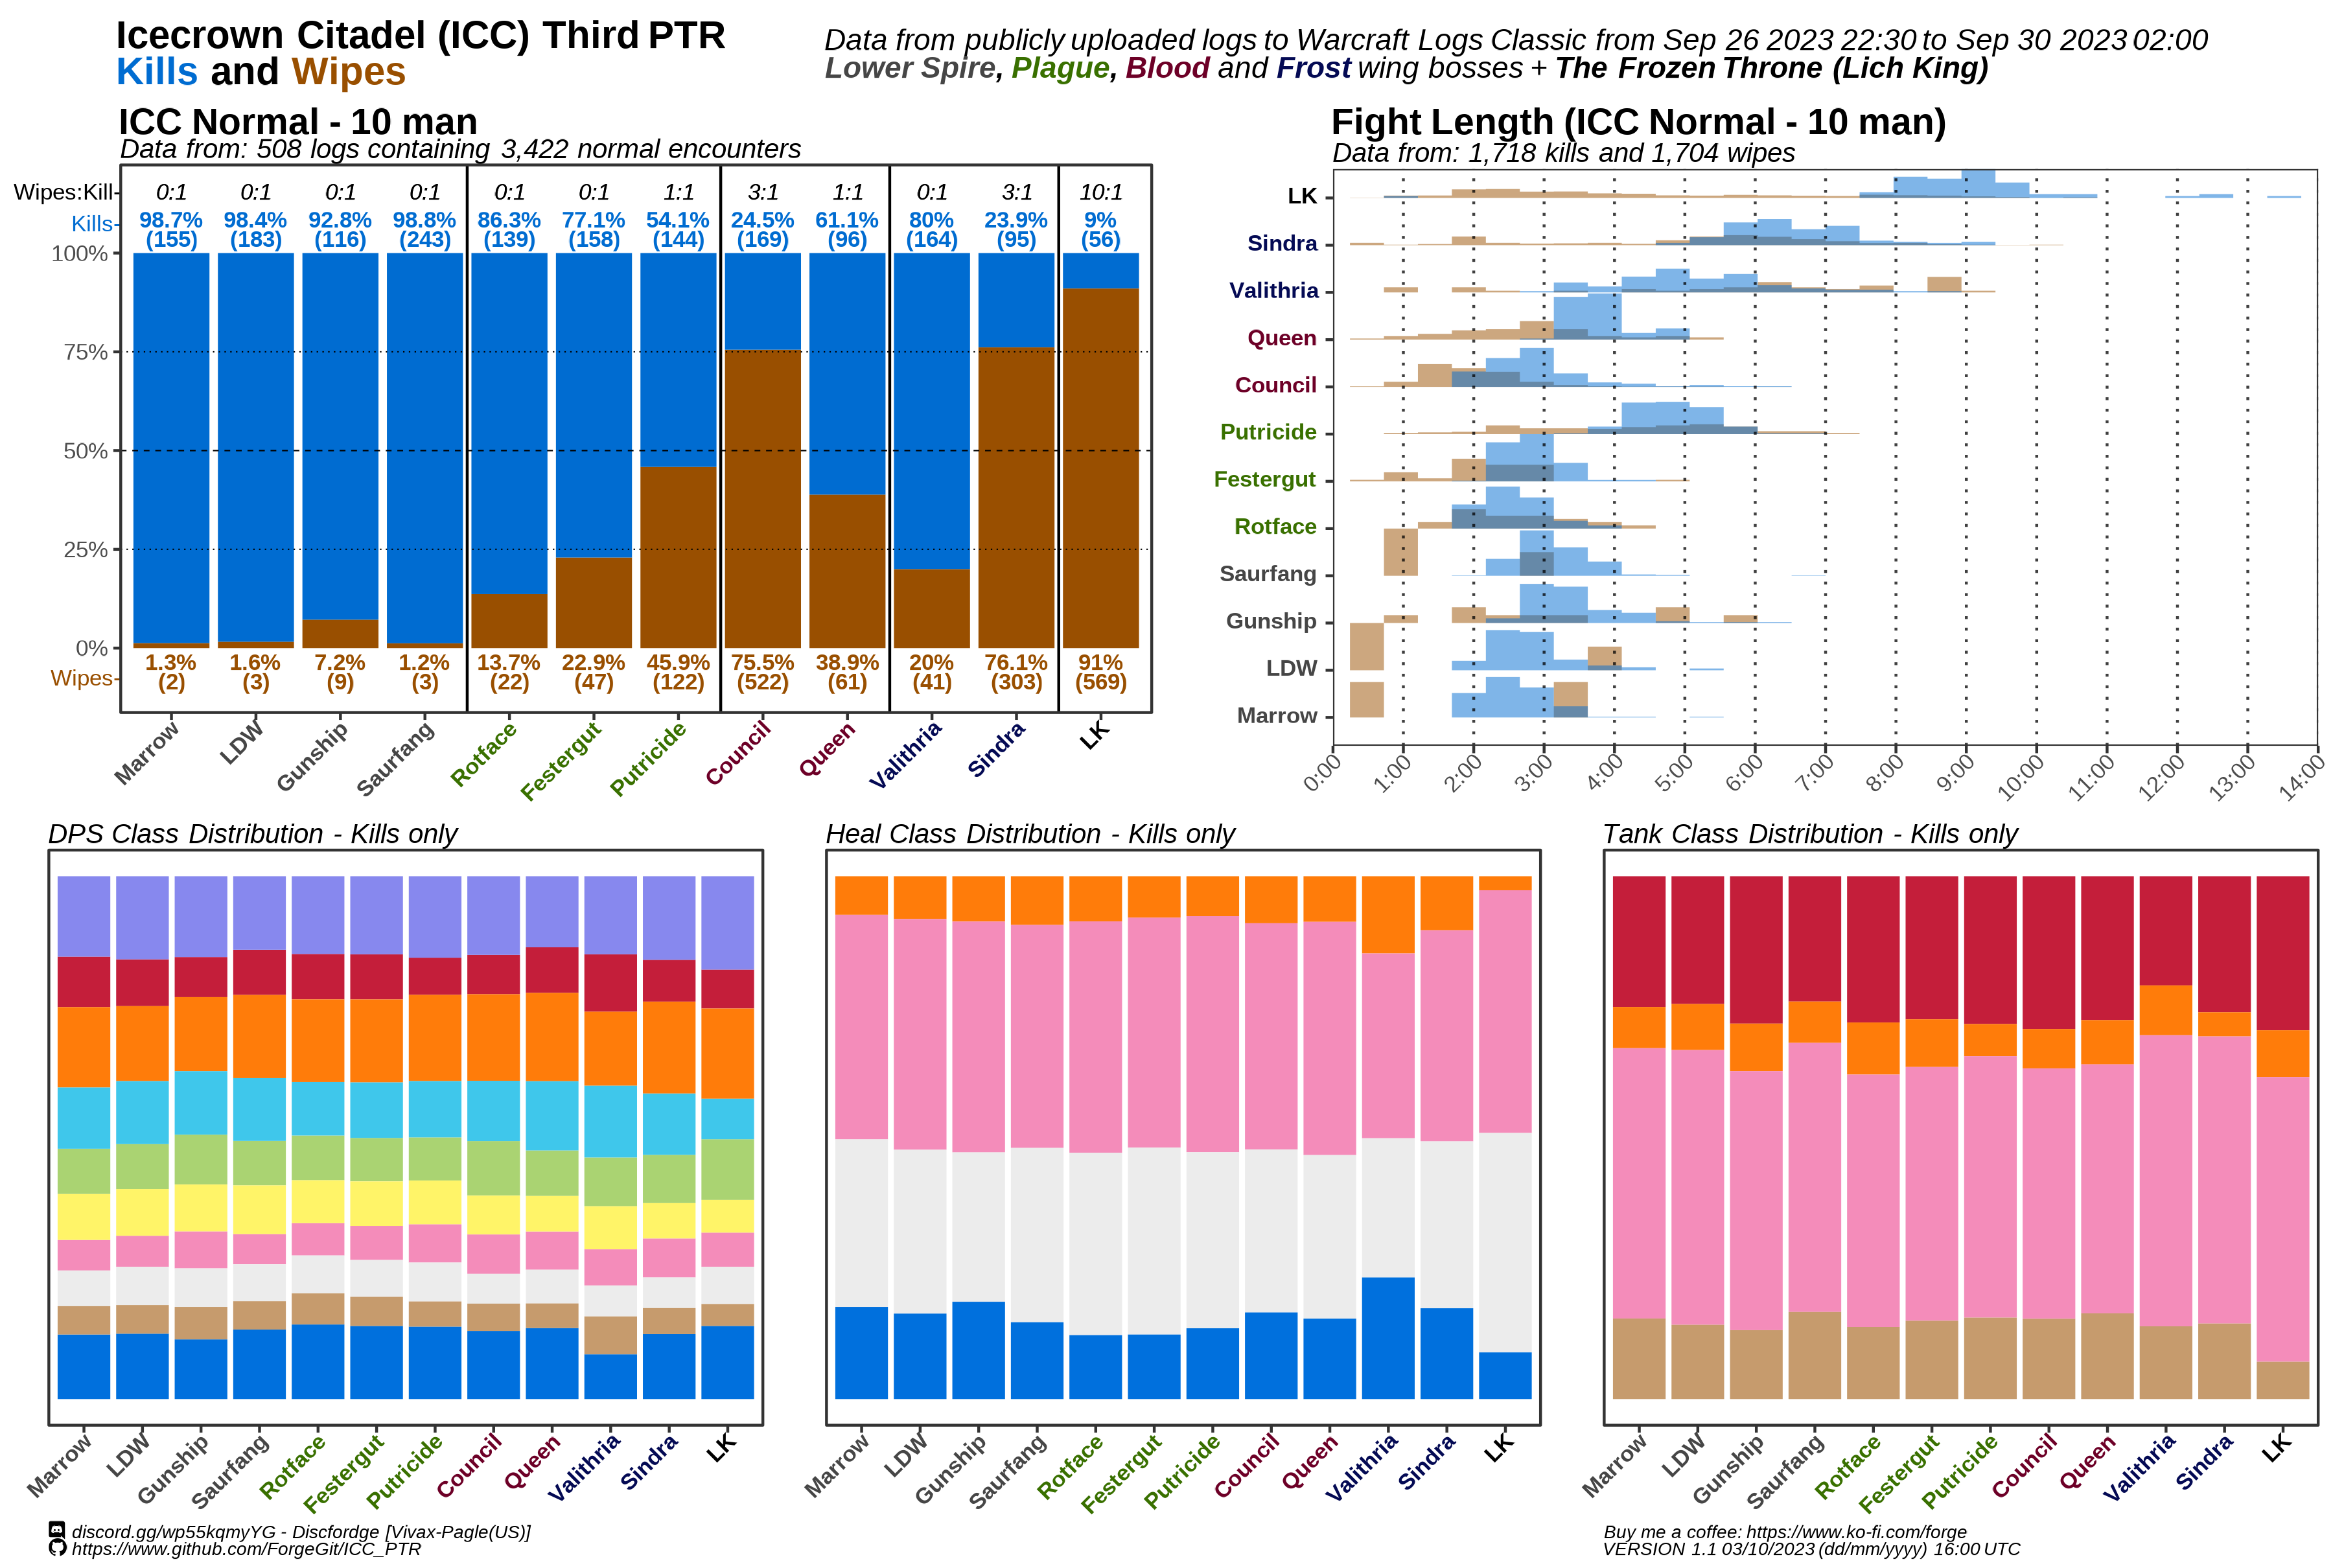 Icecrown Citadel (ICC) Third PTR
Kills and Wipes
Data from publicly uploaded logs to Warcraft Logs Classic from Sep 26 2023 22:30 to Sep 30 2023 02:00
Lower Spire, Plague, Blood and Frost wing bosses + The Frozen Throne (Lich King)
ICC Normal - 10 man
Data from: 508 logs containing 3,422 normal encounters
Wipes:Kill 0:1 0:1 0:1 0:1 0:1 0:1 1:1 3:1 1:1 0:1 3:1 10:1
Kills 98.7% 98.4% 92.8% 98.8% 86.3% 77.1% 54.1% 24.5% 61.1% 80% 23.9% 9%
(155) (183) (116) (243) (139) (158) (144) (169) (96) (164) (95) (56)
100%
75%
50%
25%
0%
Wipes 1.3% 1.6% 7.2% 1.2% 13.7% 22.9% 45.9% 75.5% 38.9% 20% 76.1% 91%
(2) (3) (9) (3) (22) (47) (122) (522) (61) (41) (303) (569)
Marrow LDW Gunship Saurfang Rotface Festergut Putricide Council Queen Valithria Sindra LK
Fight Length (ICC Normal - 10 man)
Data from: 1,718 kills and 1,704 wipes
LK
Sindra
Valithria
Queen
Council
Putricide
Festergut
Rotface
Saurfang
Gunship
LDW
Marrow
0:00 1:00 2:00 3:00 4:00 5:00 6:00 7:00 8:00 9:00 10:00 11:00 12:00 13:00 14:00
DPS Class Distribution - Kills only
Marrow LDW Gunship Saurfang Rotface Festergut Putricide Council Queen Valithria Sindra LK
Heal Class Distribution - Kills only
Marrow LDW Gunship Saurfang Rotface Festergut Putricide Council Queen Valithria Sindra LK
Tank Class Distribution - Kills only
Marrow LDW Gunship Saurfang Rotface Festergut Putricide Council Queen Valithria Sindra LK
discord.gg/wp55kqmyYG - Discfordge [Vivax-Pagle(US)]
https://www.github.com/ForgeGit/ICC_PTR
Buy me a coffee: https://www.ko-fi.com/forge
VERSION 1.1 03/10/2023 (dd/mm/yyyy) 16:00 UTC